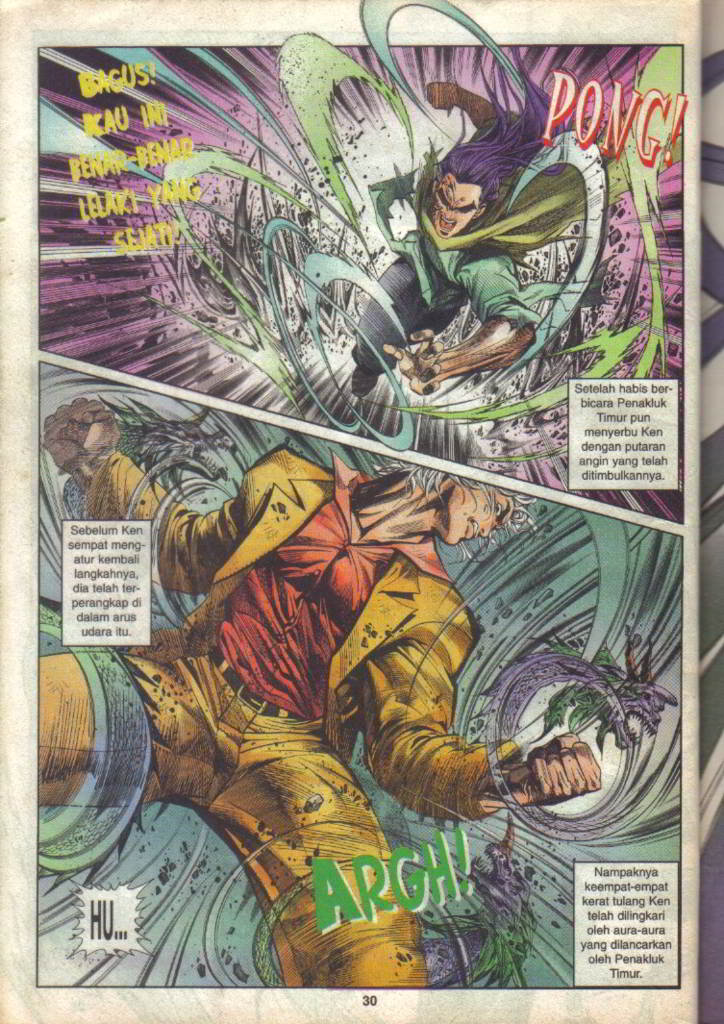 BAGUS!
KAU INI
BENAR-BENAR
LELAKI YANG
SEJATI!
PONG!
Setelah habis ber-
bicara Penakluk
Timur pun
menyerbu Ken
dengan putaran
angin yang telah
ditimbulkannya.
Sebelum Ken
sempat meng-
atur kembali
langkahnya,
dia telah ter-
perangkap di
dalam arus
udara itu.
ARGH!
HU...
Nampaknya
keempat-empat
kerat tulang Ken
telah dilingkari
oleh aura-aura
yang dilancarkan
oleh Penakluk
Timur.
30